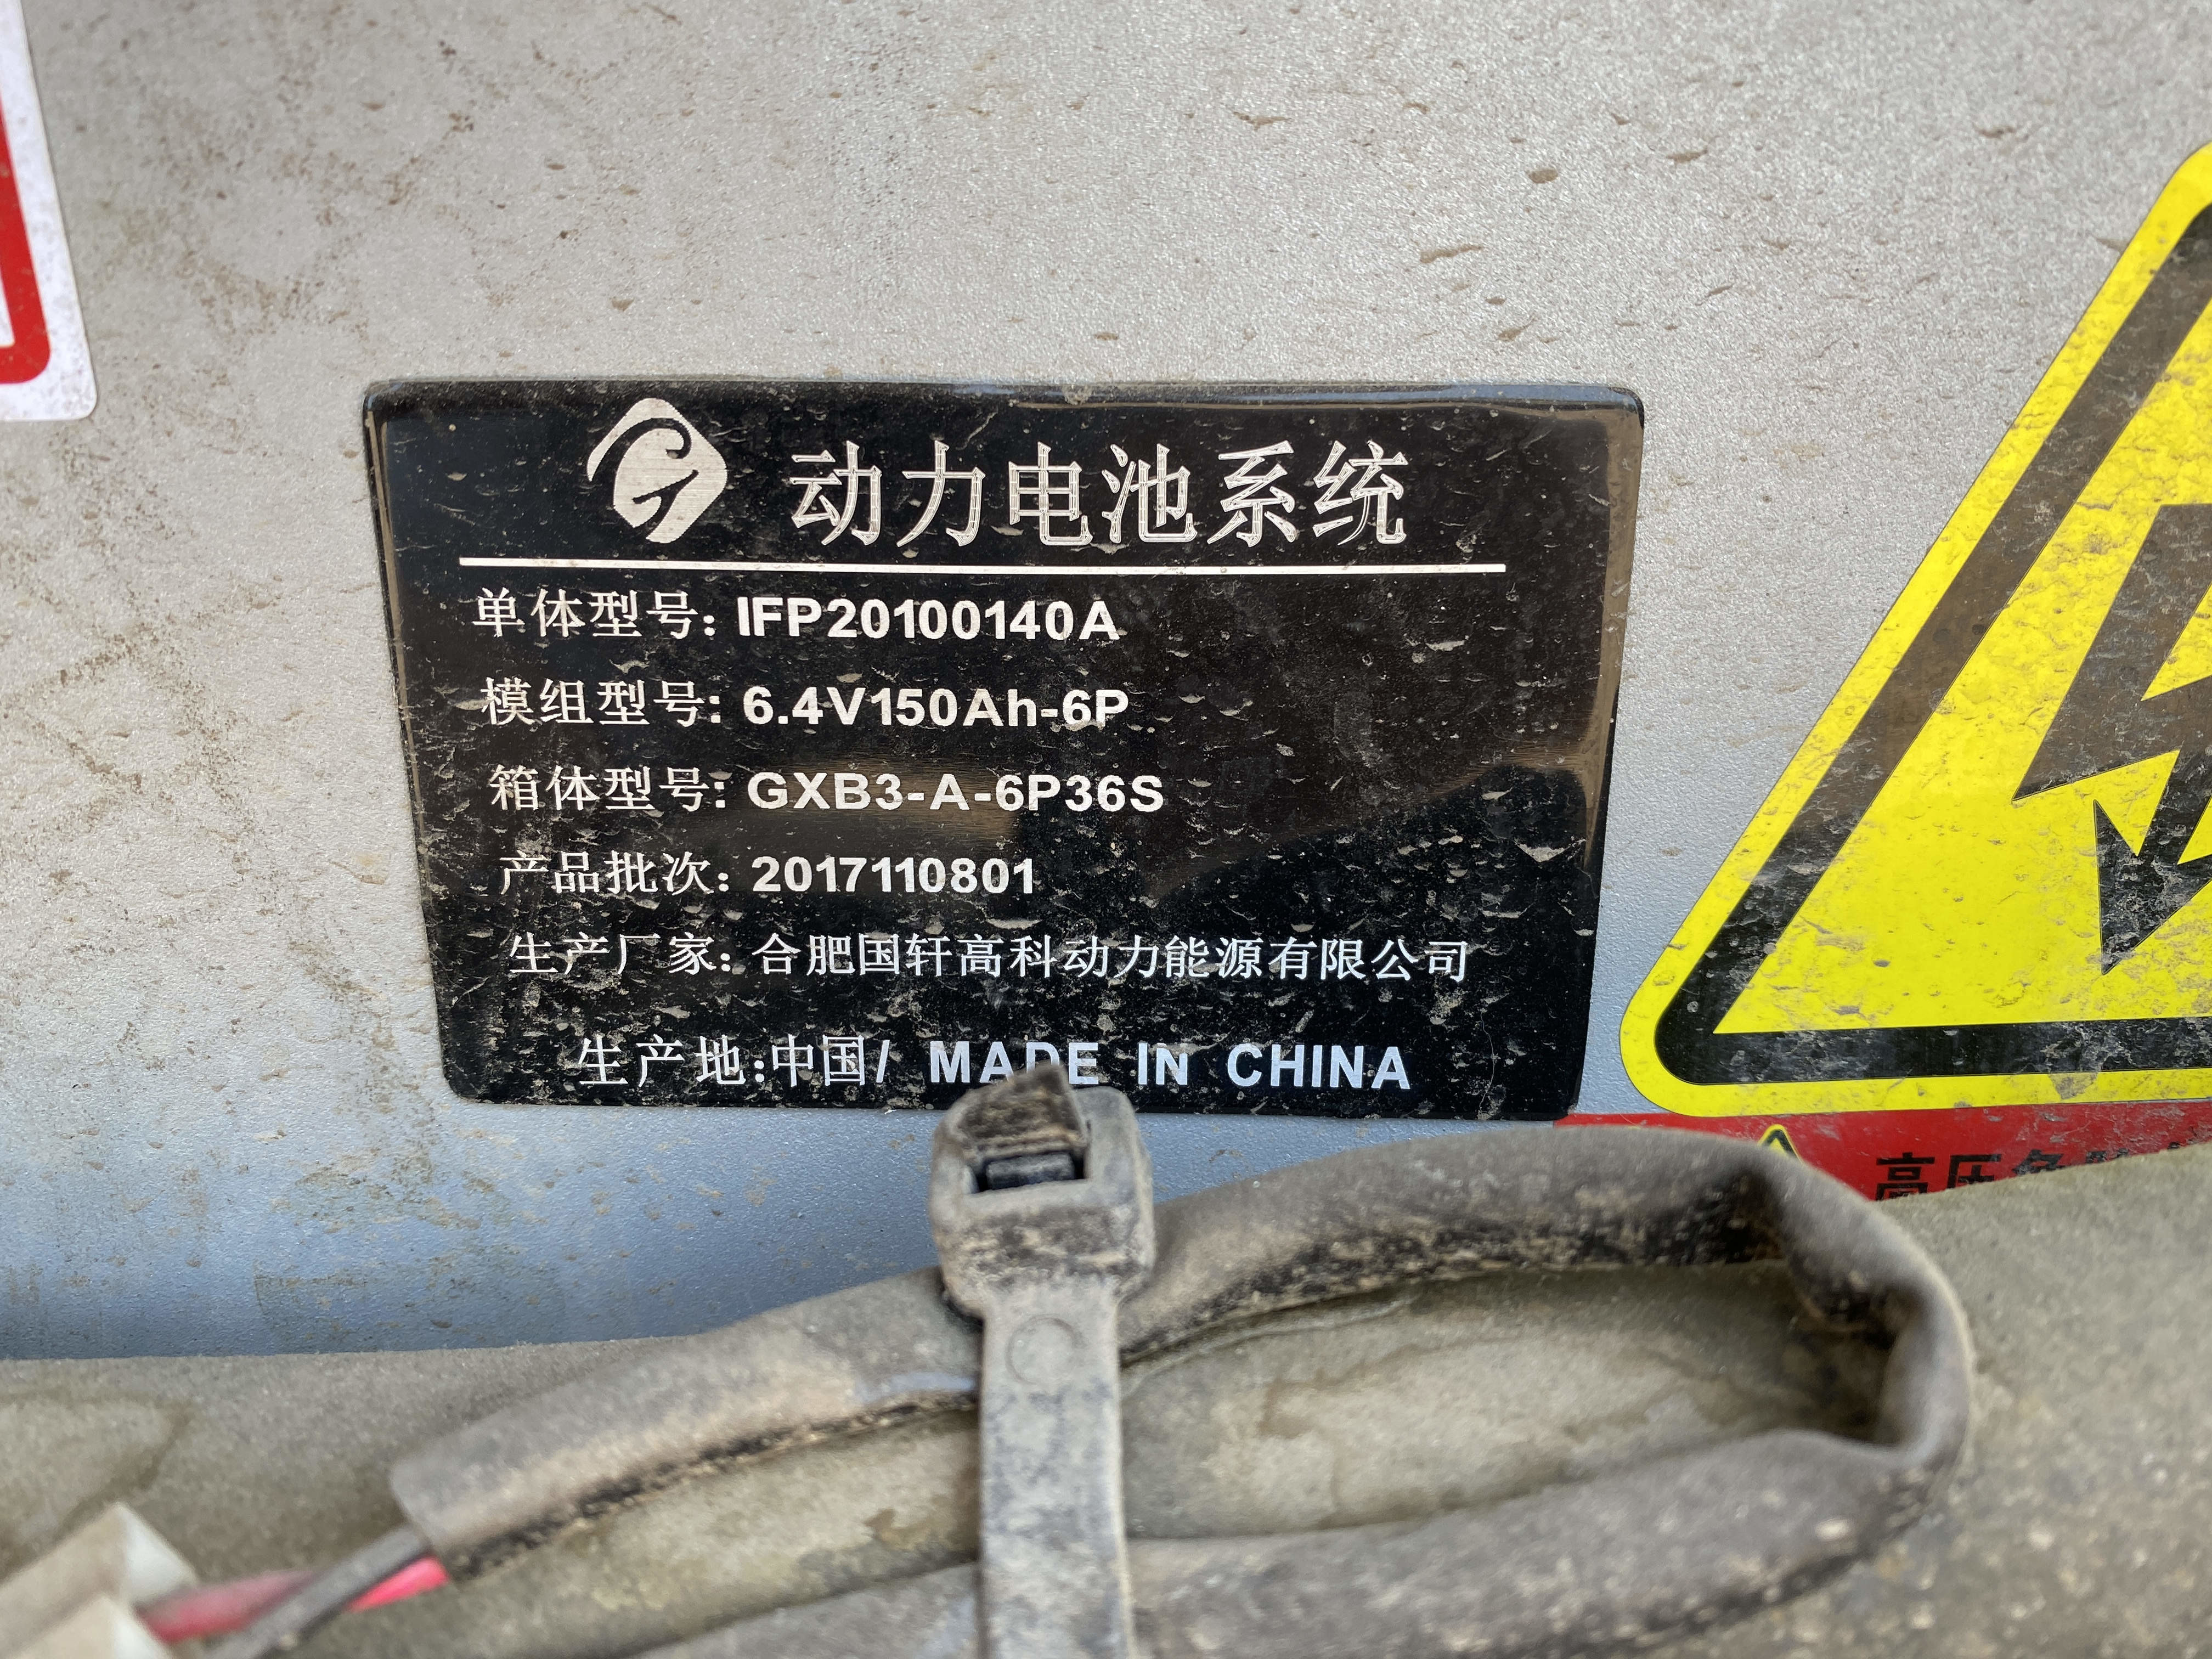 动力电池系统
单体型号: IFP20100140A
模组型号: 6.4V150Ah-6P
箱体型号: GXB3-A-6P36S
产品批次: 2017110801
生产厂家: 合肥国轩高科动力能源有限公司
生产地:中国/ MADE IN CHINA
高压